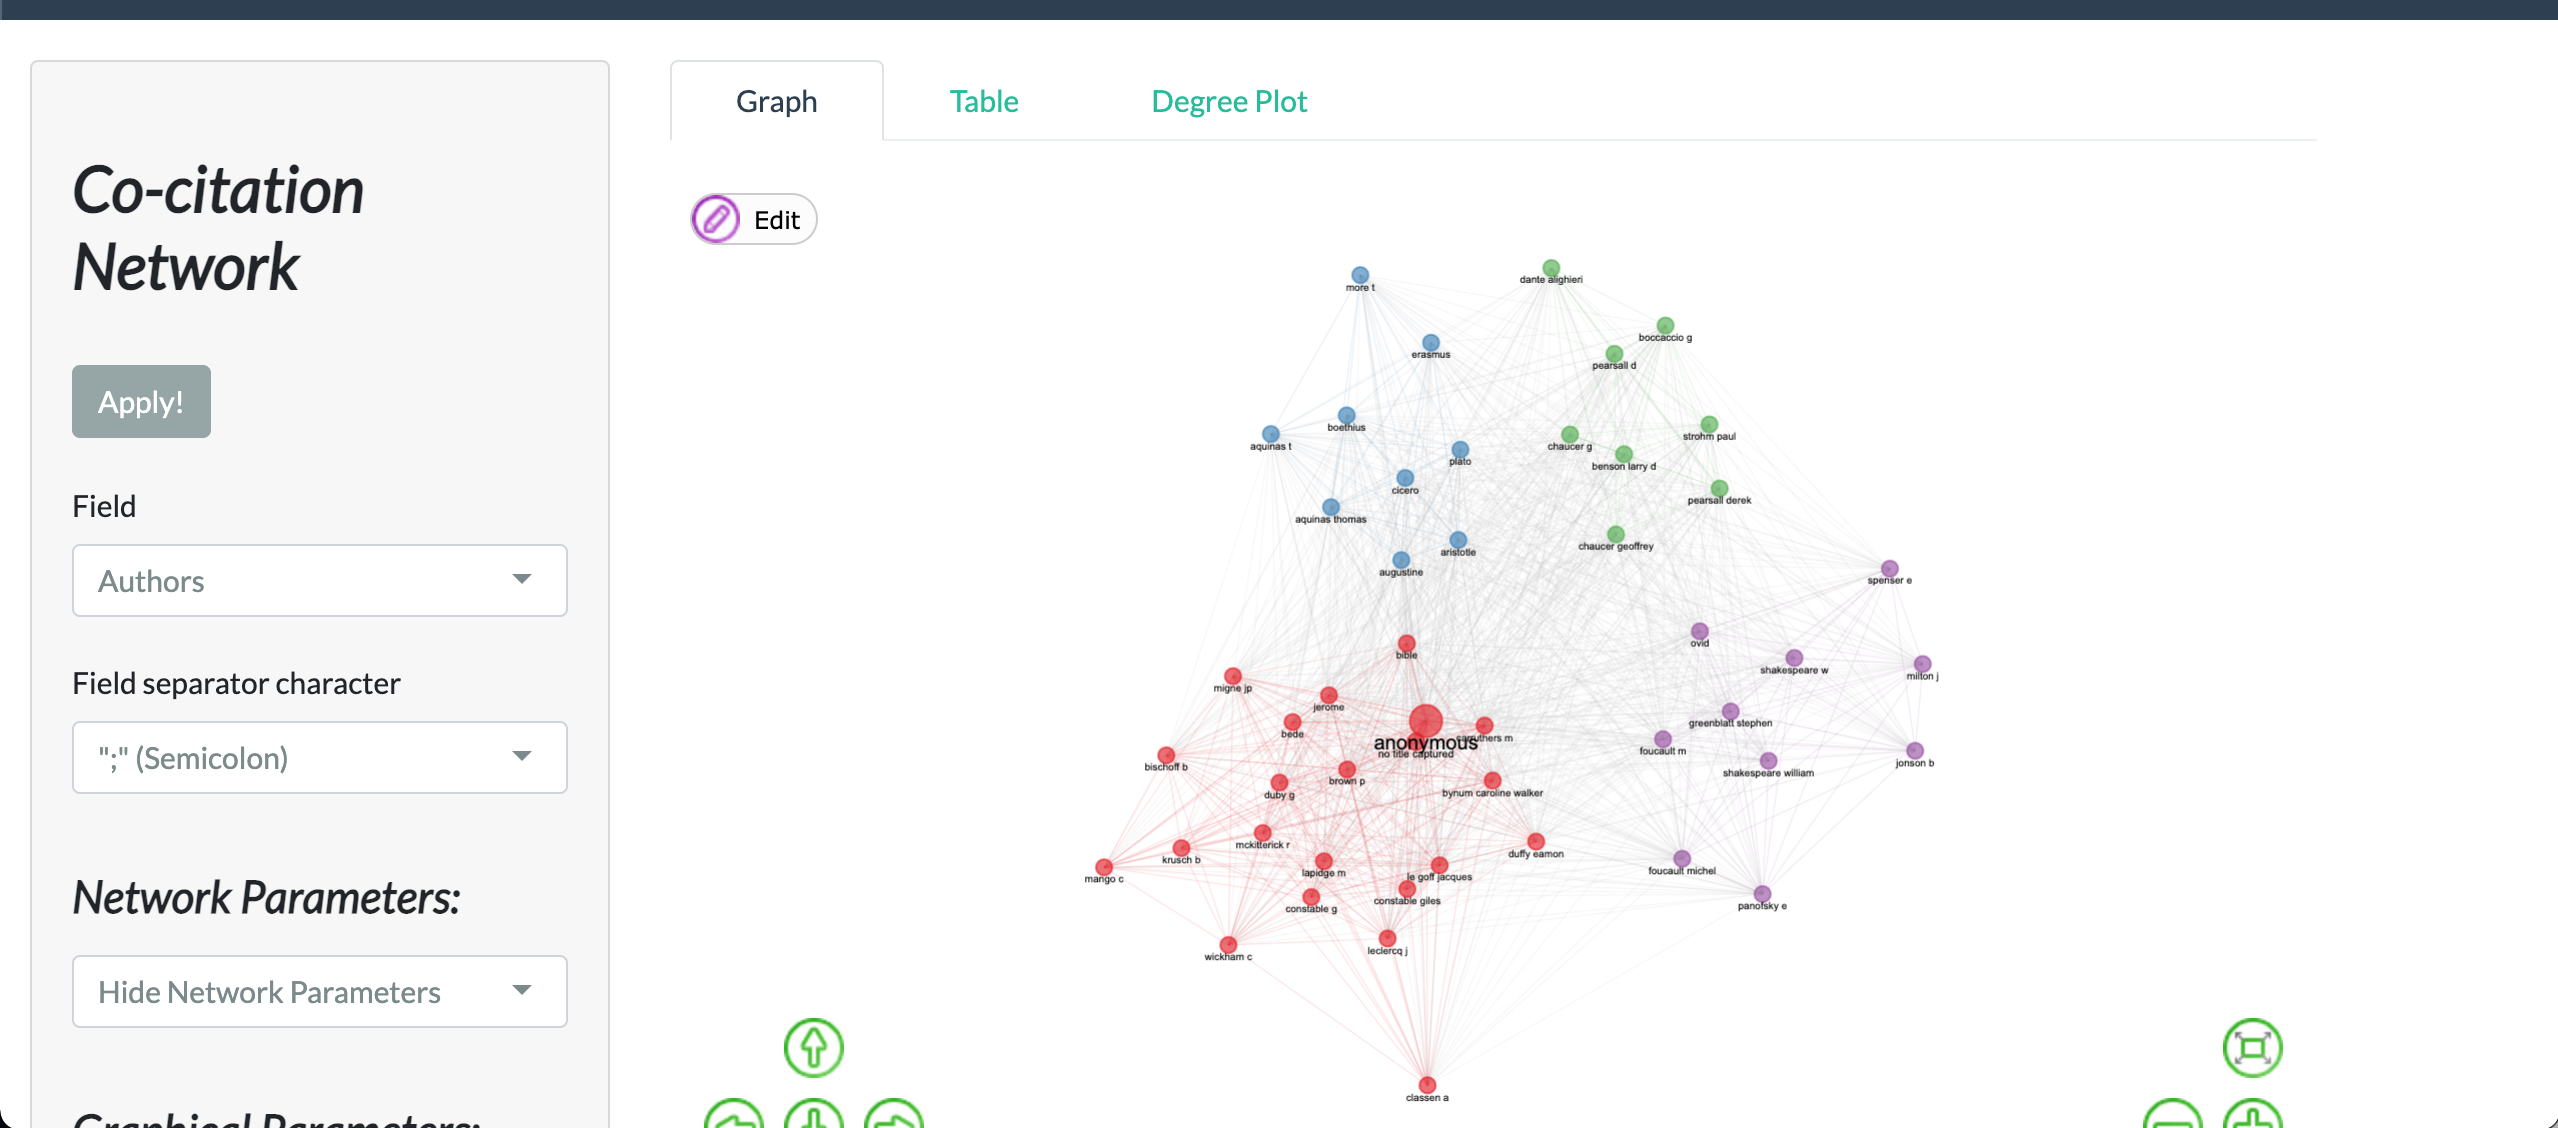 Co-citation
Network
Apply!
Field
Authors
Field separator character
";" (Semicolon)
Network Parameters:
Hide Network Parameters
Graphical Parameters:
Graph
Table
Degree Plot
Edit
more t
dante alighieri
boccaccio g
erasmus
pearsall d
boethius
strohm paul
aquinas t
chaucer g
plato
benson larry d
cicero
pearsall derek
aquinas thomas
chaucer geoffrey
aristotle
augustine
spenser e
ovid
bible
shakespeare w
milton j
migne jp
jerome
greenblatt stephen
bede
carruthers m
anonymous
no title captured
foucault m
jonson b
bischoff b
shakespeare william
brown p
duby g
bynum caroline walker
mckitterick r
duffy eamon
krusch b
foucault michel
lapidge m
le goff jacques
mango c
constable giles
panofsky e
constable g
leclercq j
wickham c
classen a